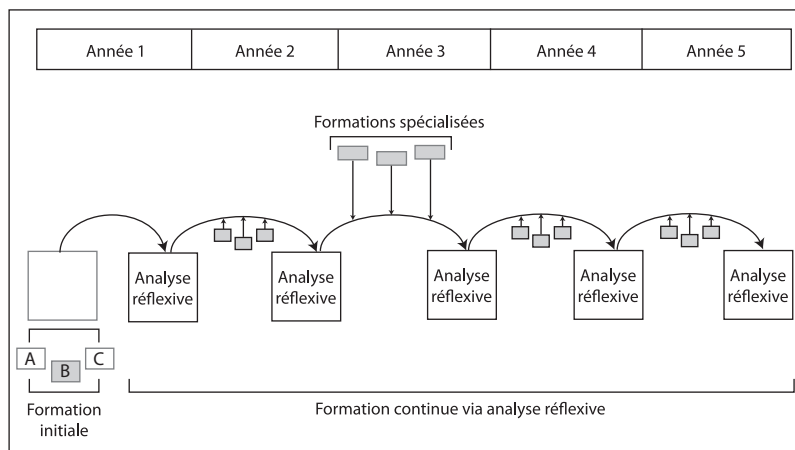 Année 1
Année 2
Année 3
Année 4
Année 5
Formations spécialisées
Analyse
réflexive
Analyse
réflexive
Analyse
réflexive
Analyse
réflexive
Analyse
réflexive
A
B
C
Formation
initiale
Formation continue via analyse réflexive